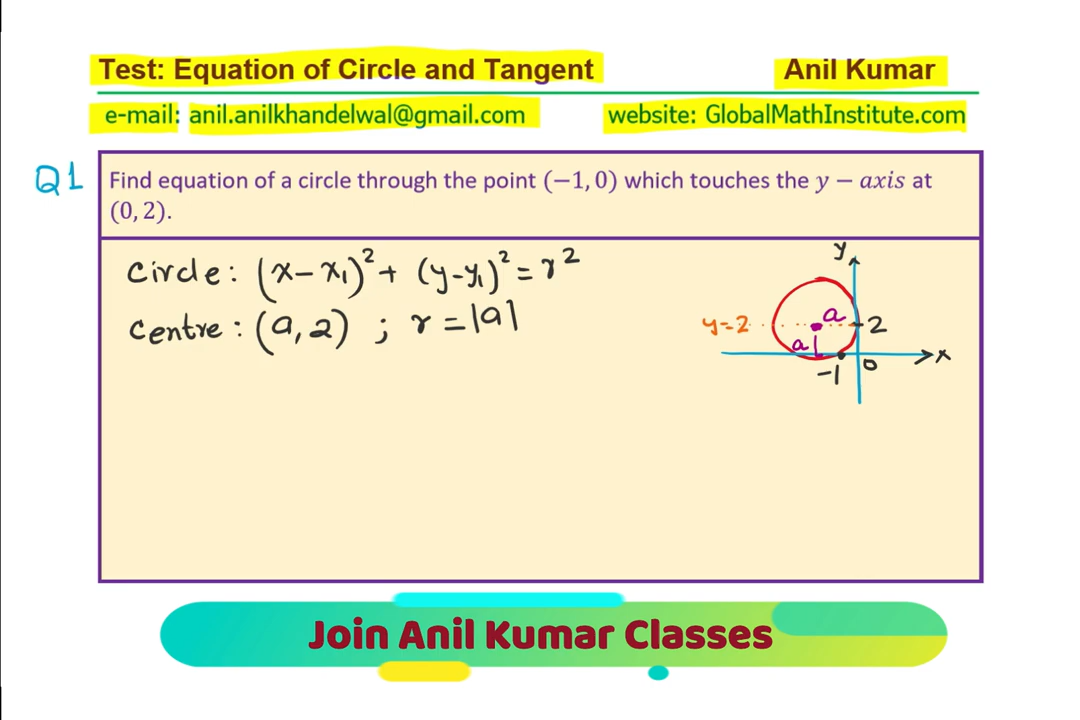 Test: Equation of Circle and Tangent
Anil Kumar
e-mail: anil.anilkhandelwal@gmail.com
website: GlobalMathInstitute.com
Q1
Find equation of a circle through the point (−1, 0) which touches the y − axis at
(0, 2).
Circle: (x-x₁)² + (y-y₁)² = r²
Centre: (a, 2) ; r = |a|
y
y=2
a
2
a
-1
0
x
Join Anil Kumar Classes